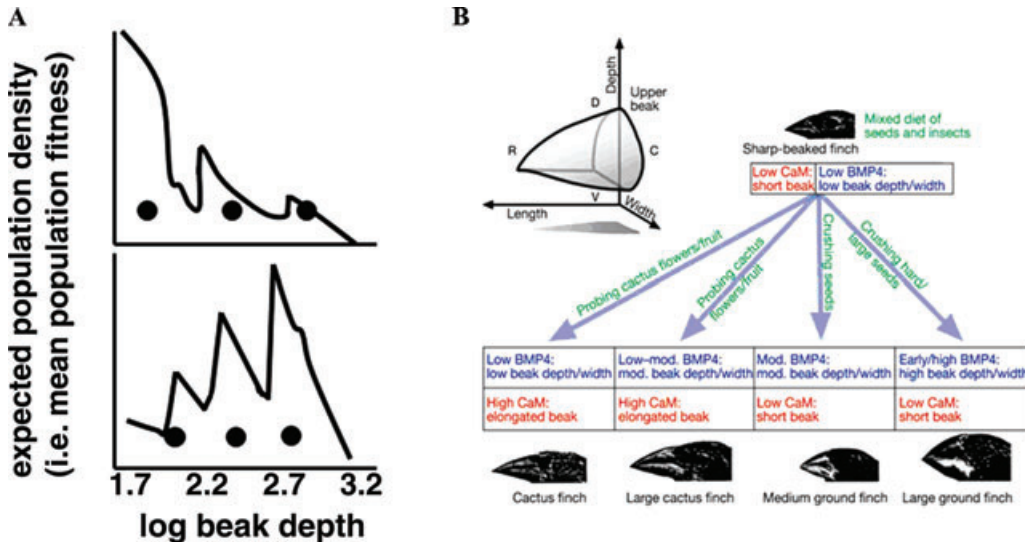 A
expected population density
(i.e. mean population fitness)
1.7 2.2 2.7 3.2
log beak depth
B
Depth
D
Upper
beak
R
C
V
Length
Width
Mixed diet of
seeds and insects
Sharp-beaked finch
Low CaM:
short beak
Low BMP4:
low beak depth/width
Probing cactus flowers/fruit
Probing cactus
flowers/fruit
Crushing seeds
Crushing hard/
large seeds
Low BMP4:
low beak depth/width
Low–mod. BMP4:
mod. beak depth/width
Mod. BMP4:
mod. beak depth/width
Early/high BMP4:
high beak depth/width
High CaM:
elongated beak
High CaM:
elongated beak
Low CaM:
short beak
Low CaM:
short beak
Cactus finch
Large cactus finch
Medium ground finch
Large ground finch